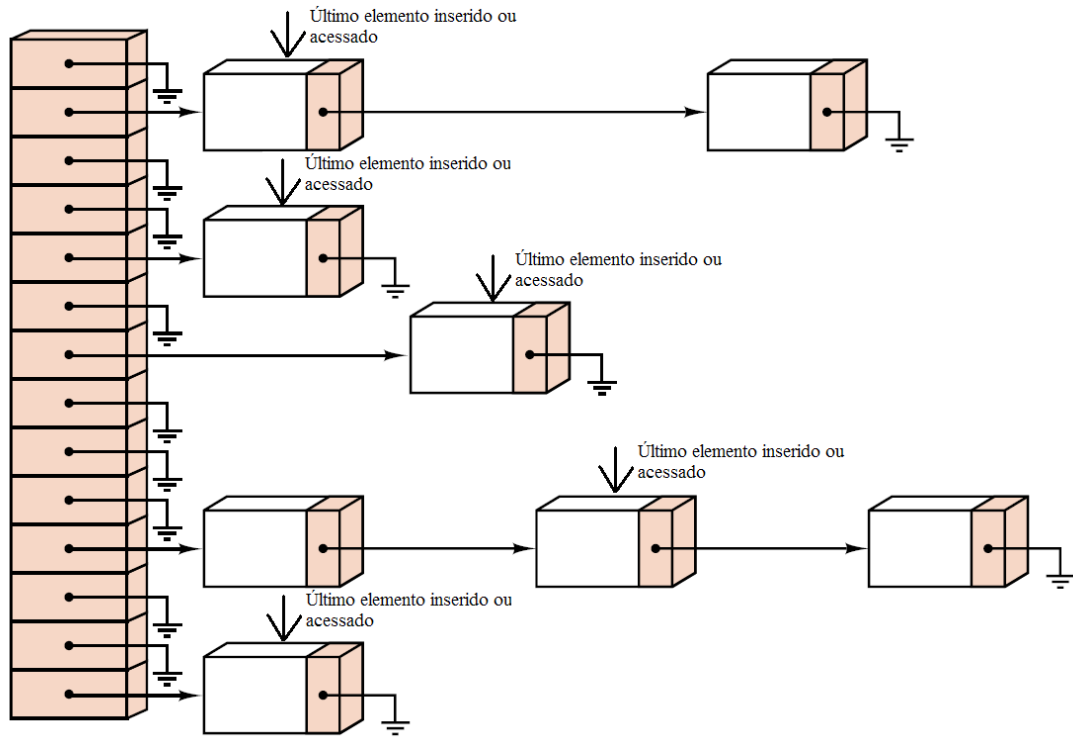 Último elemento inserido ou
acessado
Último elemento inserido ou
acessado
Último elemento inserido ou
acessado
Último elemento inserido ou
acessado
Último elemento inserido ou
acessado